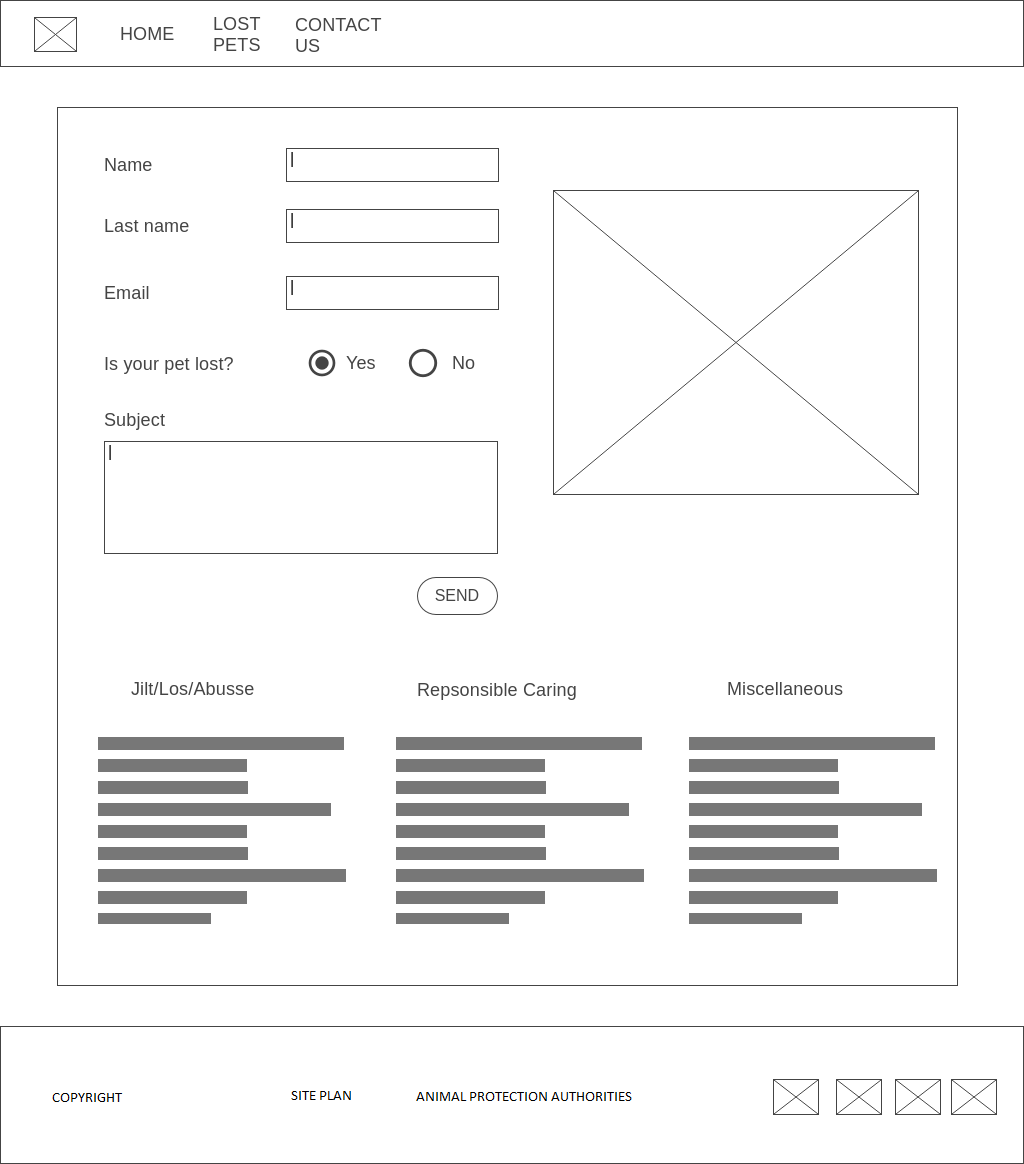 HOME
LOST
PETS
CONTACT
US
Name
Last name
Email
Is your pet lost?
Yes
No
Subject
SEND
Jilt/Los/Abusse
Repsonsible Caring
Miscellaneous
COPYRIGHT
SITE PLAN
ANIMAL PROTECTION AUTHORITIES